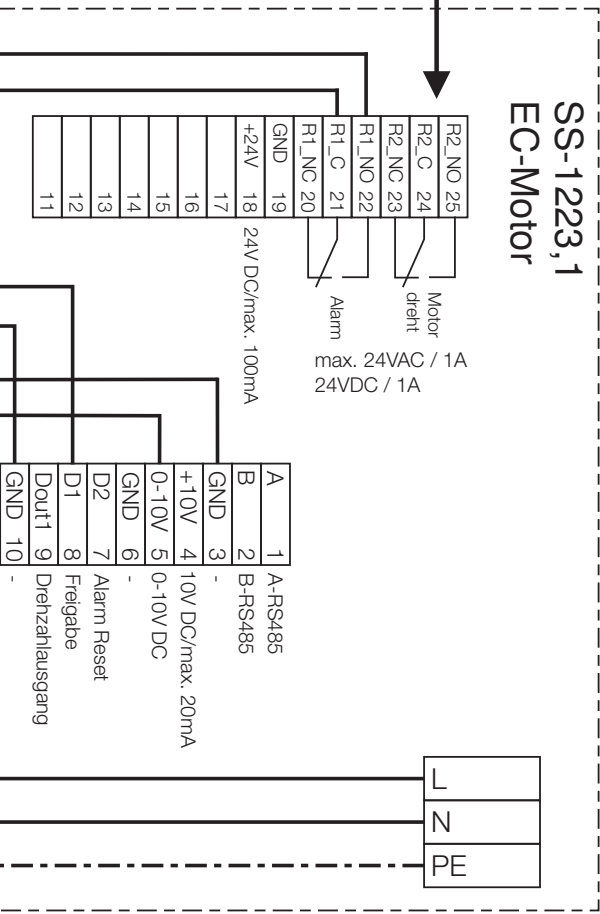 SS-1223,1
EC-Motor
R2_NO 25
R2_C 24
R2_NC 23
R1_NO 22
R1_C 21
R1_NC 20
GND 19
+24V 18
17
16
15
14
13
12
11
Motor
dreht
Alarm
max. 24VAC / 1A
24VDC / 1A
24V DC/max. 100mA
A 1 A-RS485
B 2 B-RS485
GND 3 -
+10V 4 10V DC/max. 20mA
0-10V 5 0-10V DC
GND 6 -
D2 7 Alarm Reset
D1 8 Freigabe
Dout1 9 Drehzahlausgang
GND 10 -
L
N
PE